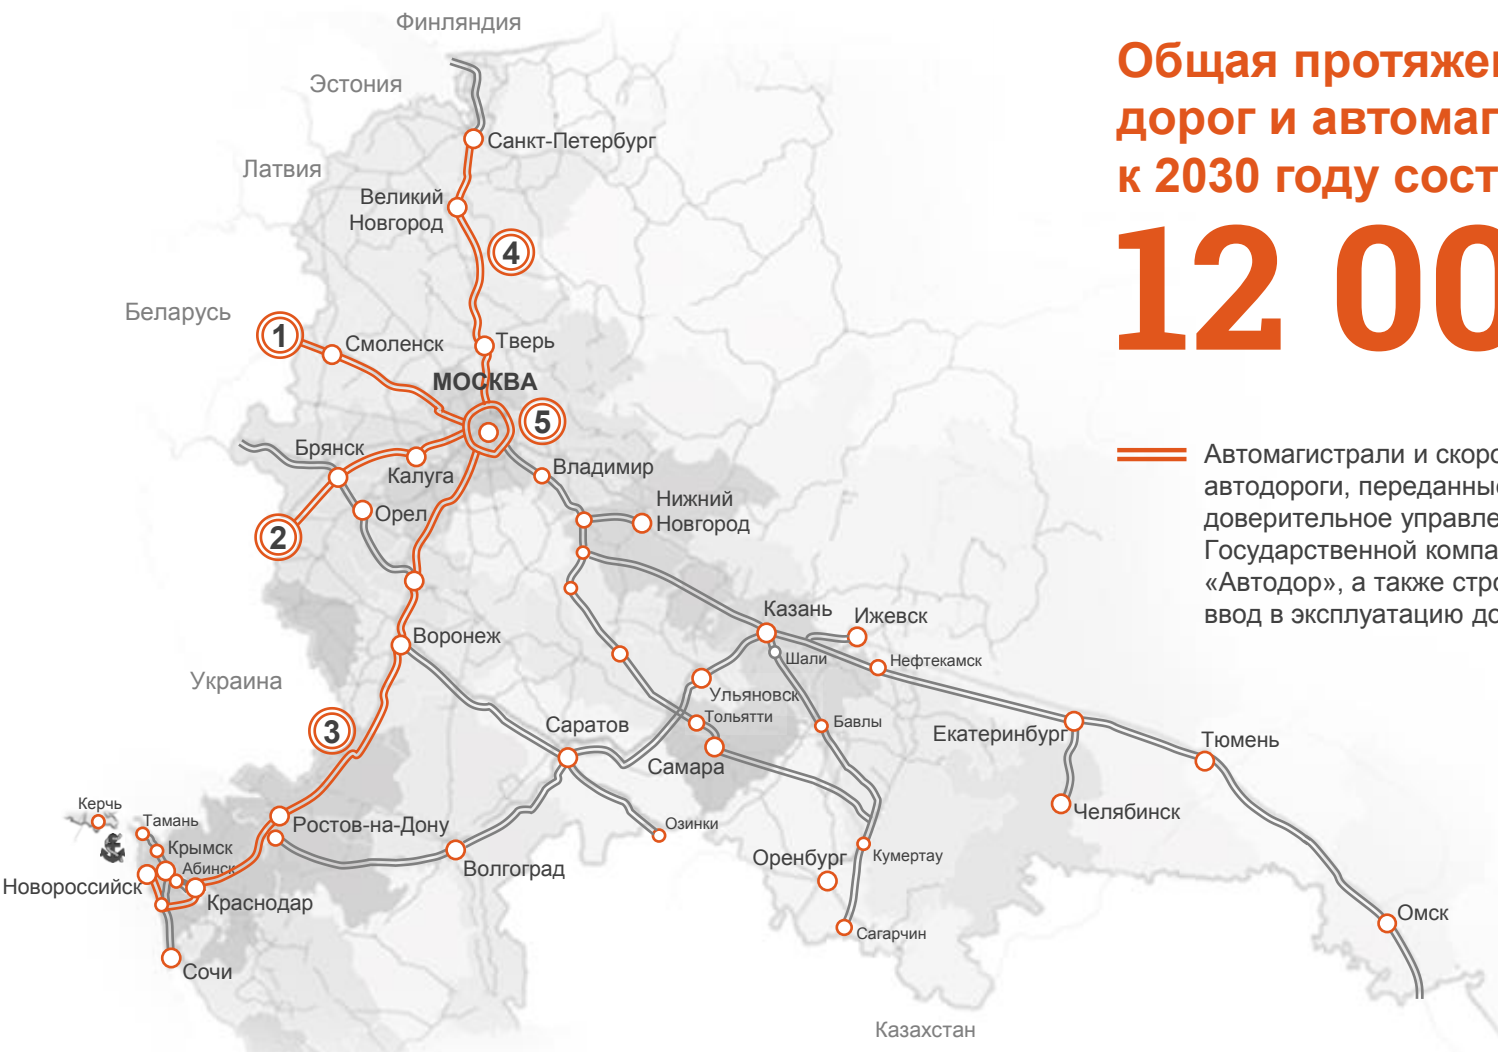 Финляндия
Эстония
Латвия
Беларусь
Украина
Казахстан
Санкт-Петербург
Великий
Новгород
4
1
Смоленск
Тверь
МОСКВА
5
Брянск
Калуга
Владимир
Нижний
Новгород
2
Орел
Воронеж
Казань
Ижевск
Шали
Нефтекамск
3
Ульяновск
Тольятти
Саратов
Самара
Бавлы
Екатеринбург
Тюмень
Челябинск
Керчь
Тамань
Крымск
Абинск
Новороссийск
Краснодар
Ростов-на-Дону
Волгоград
Озинки
Оренбург
Кумертау
Сагарчин
Омск
Сочи
Общая протяжен
дорог и автомаг
к 2030 году сост
12 00
Автомагистрали и скоро
автодороги, переданные
доверительное управле
Государственной компа
«Автодор», а также стро
ввод в эксплуатацию до